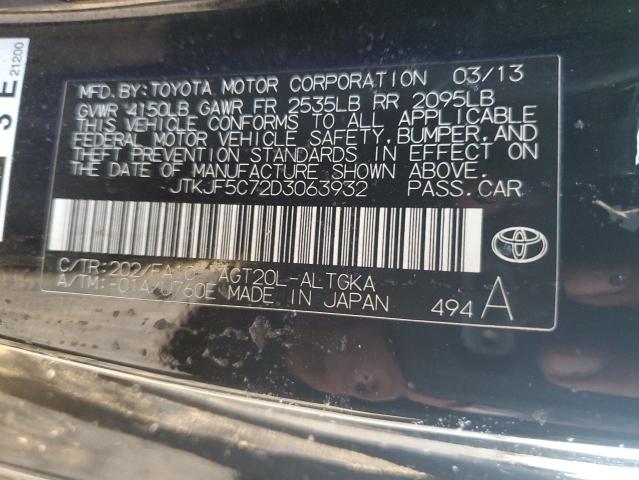 3 E
21200
MFD. BY: TOYOTA MOTOR CORPORATION 03/13
GVWR 4150LB GAWR FR 2535LB RR 2095LB
THIS VEHICLE CONFORMS TO ALL APPLICABLE
FEDERAL MOTOR VEHICLE SAFETY, BUMPER, AND
THEFT PREVENTION STANDARDS IN EFFECT ON
THE DATE OF MANUFACTURE SHOWN ABOVE.
JTKJF5C72D3063932 PASS. CAR
C/TR: 202/FA10 AGT20L-ALTGKA
A/TM: -01A/U760E MADE IN JAPAN
494 A